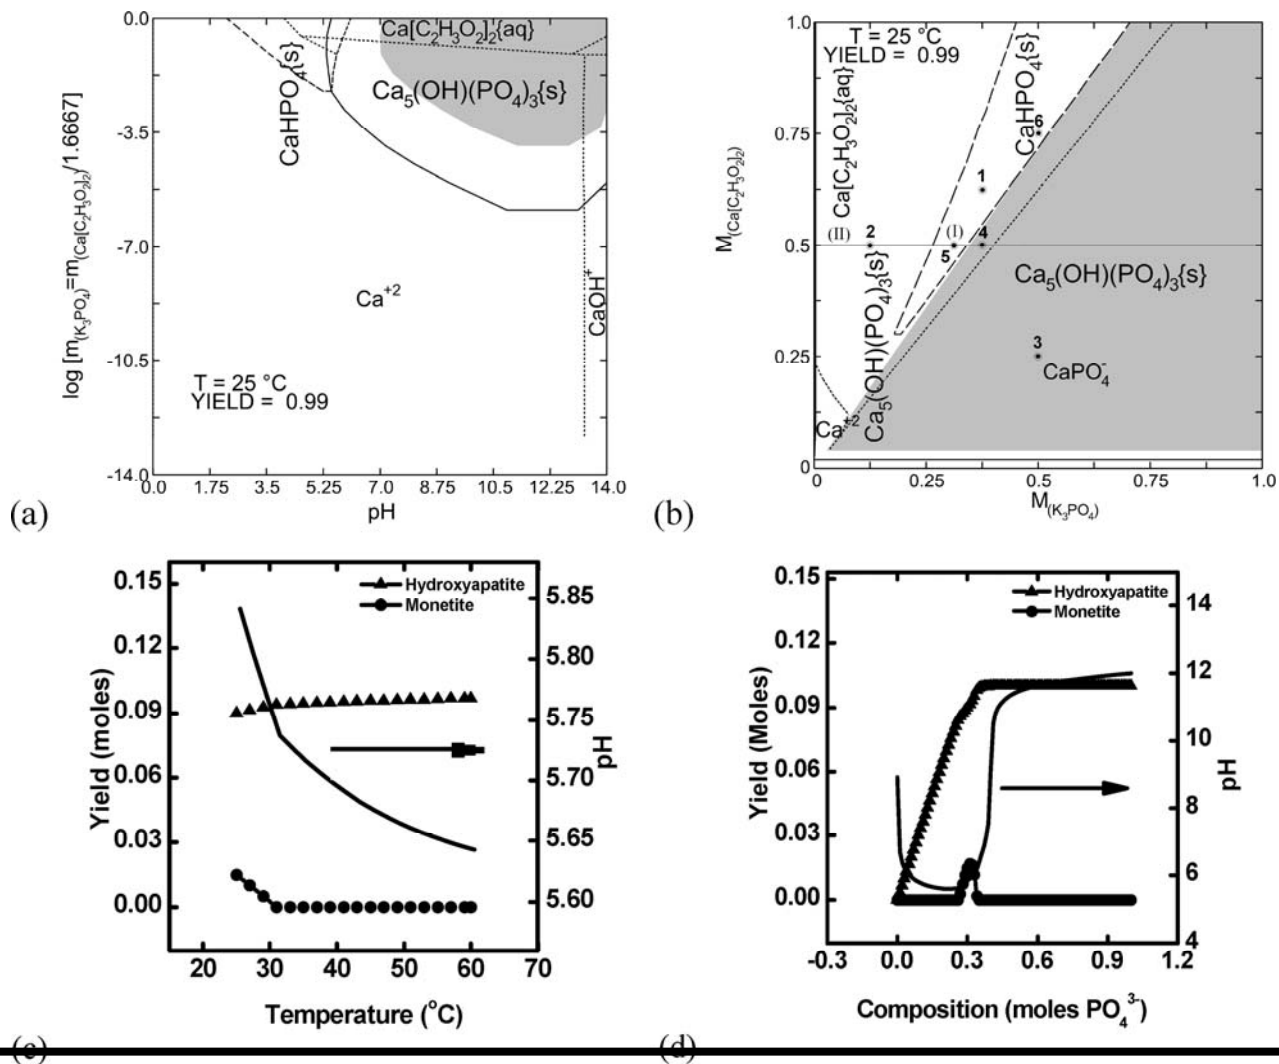 0.0
-3.5
-7.0
-10.5
-14.0
log [m(K3PO4)=m(Ca[C2H3O2]2)/1.6667]
CaHPO4{s}
Ca[C2H3O2]2{aq}
Ca5(OH)(PO4)3{s}
Ca+2
CaOH+
T = 25 °C
YIELD = 0.99
0.0 1.75 3.5 5.25 7.0 8.75 10.5 12.25 14.0
pH
(a)
1.0
0.75
0.5
0.25
0
M(Ca[C2H3O2]2)
T = 25 °C
YIELD = 0.99
Ca[C2H3O2]2{aq}
CaHPO4{s}
6
1
(II) 2 (I) 4
5
Ca5(OH)(PO4)3{s}
Ca5(OH)(PO4)3{s}
3
CaPO4-
Ca+2
0 0.25 0.5 0.75 1.0
M(K3PO4)
(b)
Hydroxyapatite
Monetite
0.15
0.12
0.09
0.06
0.03
0.00
Yield (moles)
5.85
5.80
5.75
5.70
5.65
5.60
pH
20 30 40 50 60 70
Temperature (oC)
(c)
Hydroxyapatite
Monetite
0.15
0.12
0.09
0.06
0.03
0.00
Yield (Moles)
14
12
10
8
6
4
pH
-0.3 0.0 0.3 0.6 0.9 1.2
Composition (moles PO43-)
(d)